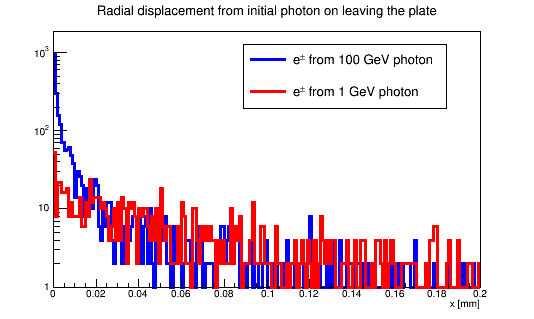 Radial displacement from initial photon on leaving the plate
10³
10²
10
1
e± from 100 GeV photon
e± from 1 GeV photon
0 0.02 0.04 0.06 0.08 0.1 0.12 0.14 0.16 0.18 0.2
x [mm]